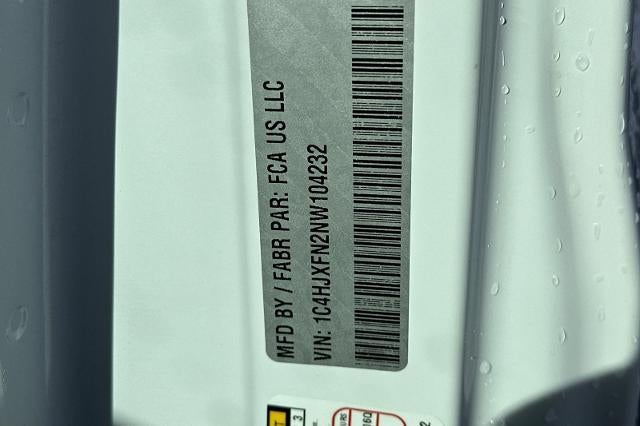 MFD BY / FABR PAR: FCA US LLC
VIN: 1C4HJXFN2NW104232